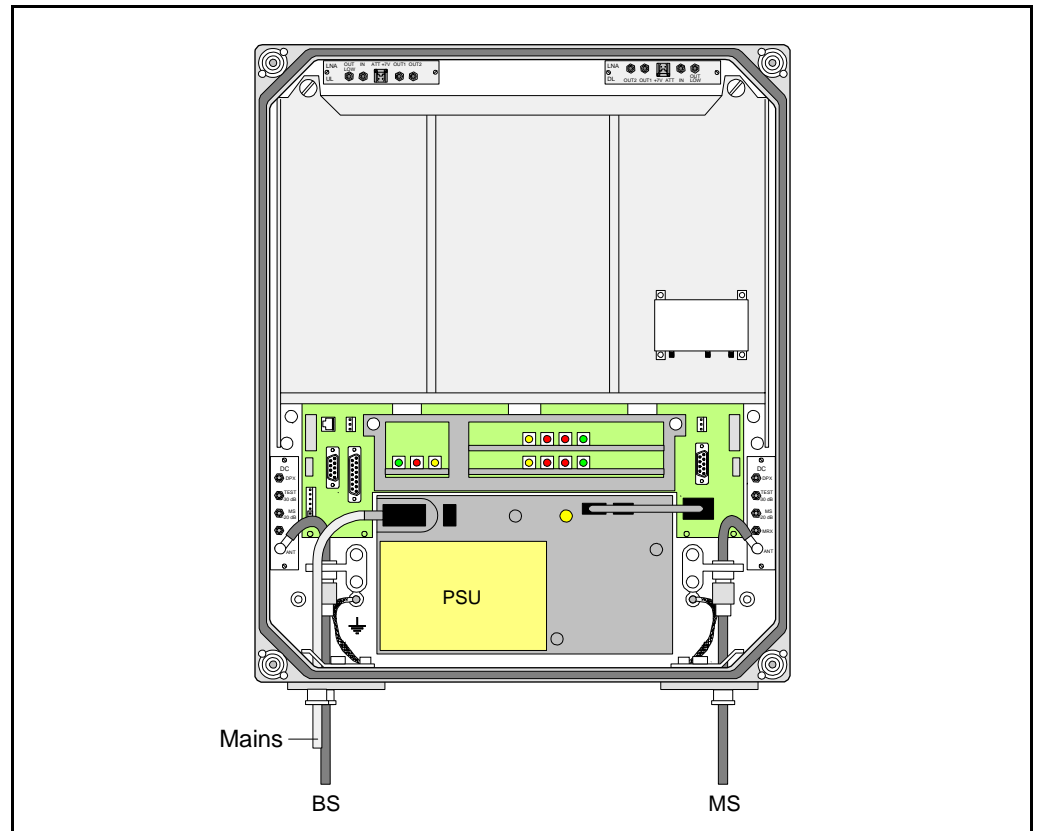 LNA OUT LOW IN ATT +7V OUT1 OUT2
UL
LNA
DL OUT2 OUT1 +7V ATT IN OUT LOW
DC
DPX
TEST
30 dB
MS
20 dB
ANT
DC
DPX
TEST
30 dB
MS
20 dB
MRX
ANT
PSU
Mains
BS
MS